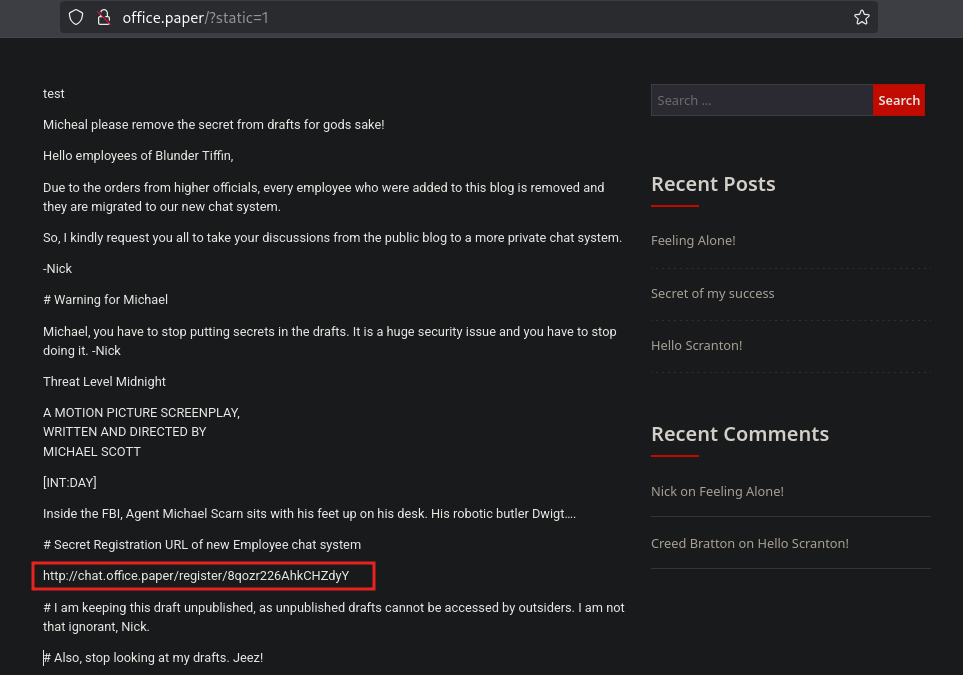 office.paper/?static=1
test
Search ...
Search
Micheal please remove the secret from drafts for gods sake!
Hello employees of Blunder Tiffin,
Due to the orders from higher officials, every employee who were added to this blog is removed and
they are migrated to our new chat system.
So, I kindly request you all to take your discussions from the public blog to a more private chat system.
-Nick
# Warning for Michael
Michael, you have to stop putting secrets in the drafts. It is a huge security issue and you have to stop
doing it. -Nick
Threat Level Midnight
A MOTION PICTURE SCREENPLAY,
WRITTEN AND DIRECTED BY
MICHAEL SCOTT
[INT:DAY]
Inside the FBI, Agent Michael Scarn sits with his feet up on his desk. His robotic butler Dwigt....
# Secret Registration URL of new Employee chat system
http://chat.office.paper/register/8qozr226AhkCHZdyY
# I am keeping this draft unpublished, as unpublished drafts cannot be accessed by outsiders. I am not
that ignorant, Nick.
# Also, stop looking at my drafts. Jeez!
Recent Posts
Feeling Alone!
Secret of my success
Hello Scranton!
Recent Comments
Nick on Feeling Alone!
Creed Bratton on Hello Scranton!